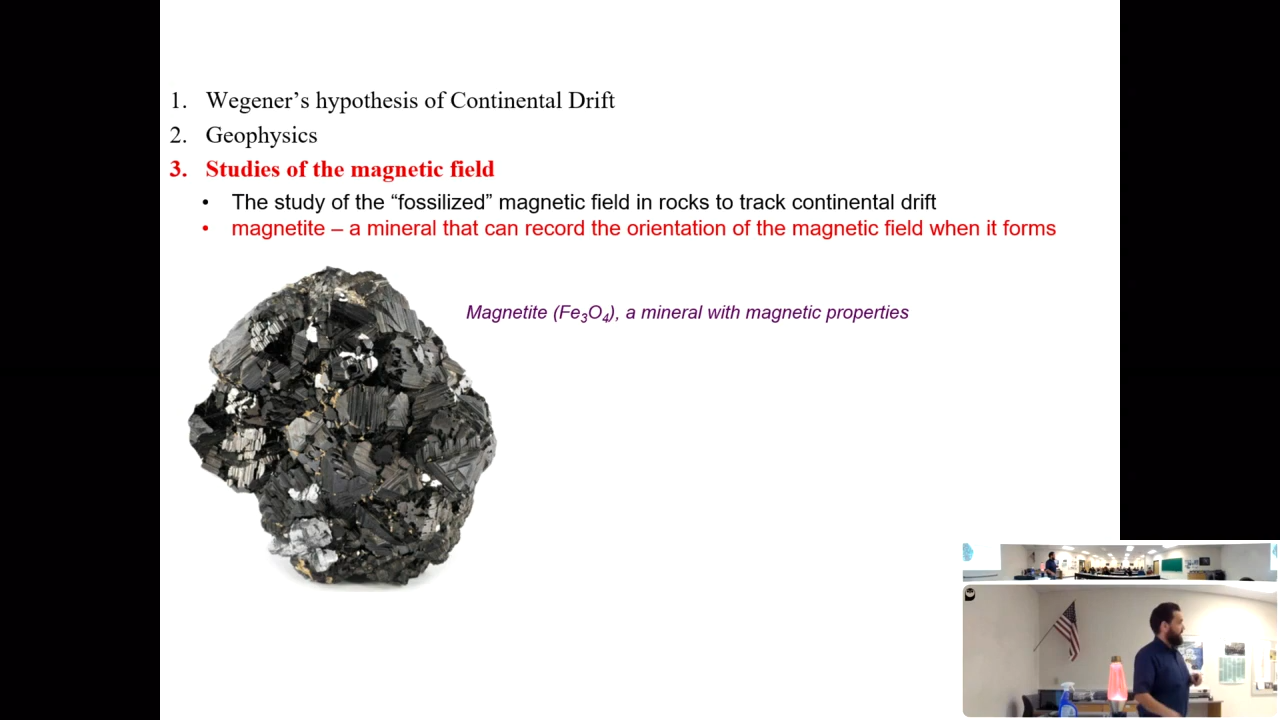 1. Wegener’s hypothesis of Continental Drift
2. Geophysics
3. Studies of the magnetic field
• The study of the “fossilized” magnetic field in rocks to track continental drift
• magnetite – a mineral that can record the orientation of the magnetic field when it forms
Magnetite (Fe₃O₄), a mineral with magnetic properties